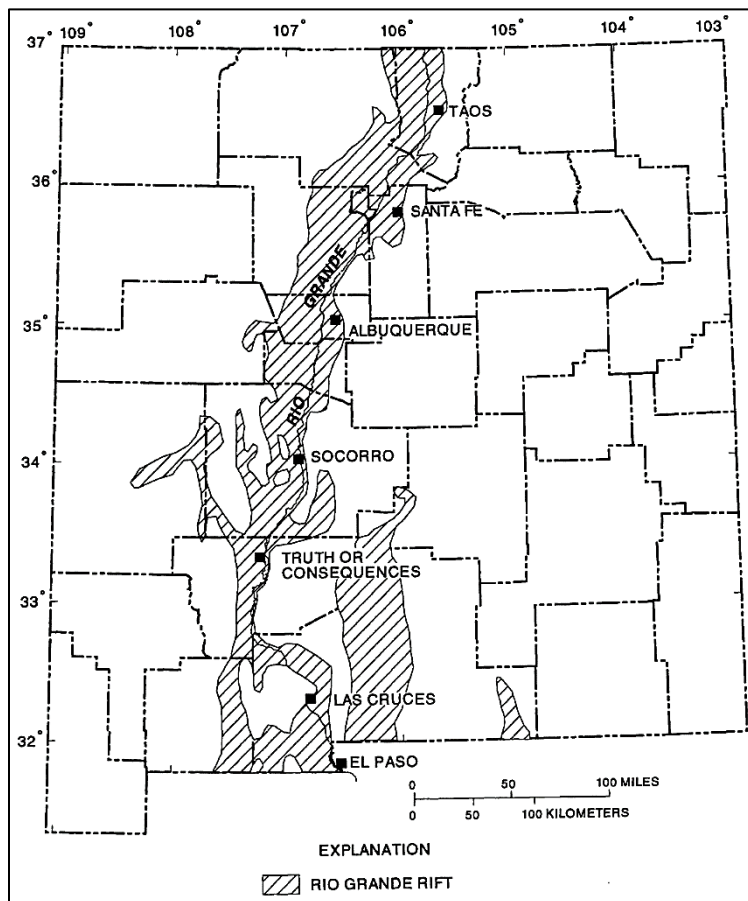 109° 108° 107° 106° 105° 104° 103°
37°
TAOS
36°
SANTA FE
GRANDE
35°
ALBUQUERQUE
RIO
34°
SOCORRO
TRUTH OR
CONSEQUENCES
33°
LAS CRUCES
32°
EL PASO
0 50 100 MILES
0 50 100 KILOMETERS
EXPLANATION
RIO GRANDE RIFT